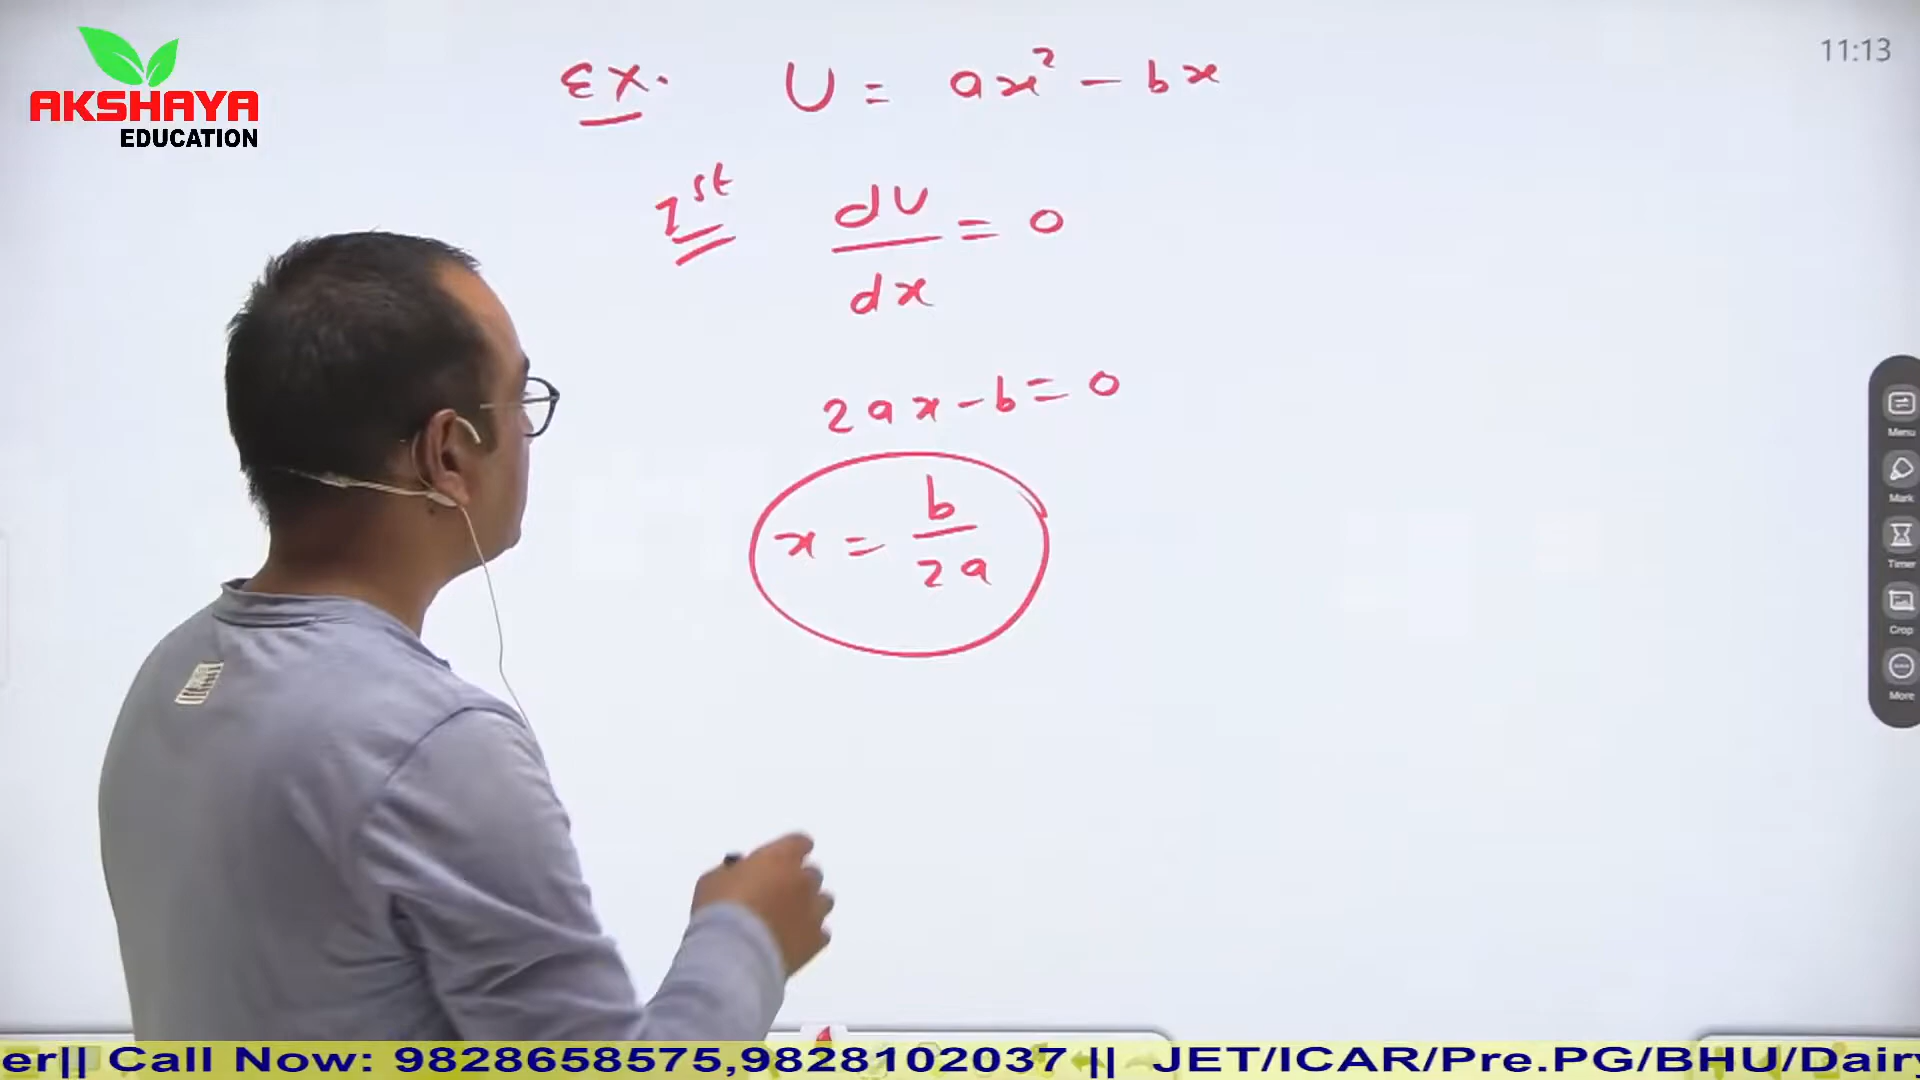 AKSHAYA
EDUCATION
11:13
Ex. U = ax² - bx
1st dU/dx = 0
2ax - b = 0
x = b/2a
Menu
Mark
Timer
Crop
More
er|| Call Now: 9828658575,9828102037 || JET/ICAR/Pre.PG/BHU/Dairy